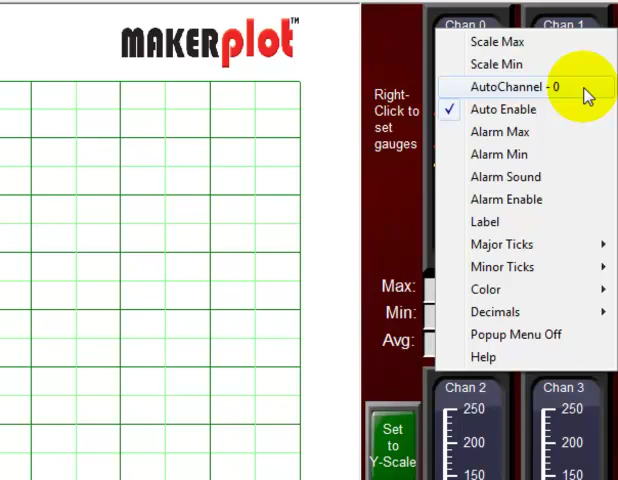 MAKERplot™
Chan 0
Chan 1
Right-
Click to
set
gauges
Scale Max
Scale Min
AutoChannel - 0
✓ Auto Enable
Alarm Max
Alarm Min
Alarm Sound
Alarm Enable
Label
Major Ticks
Minor Ticks
Color
Decimals
Popup Menu Off
Help
Max:
Min:
Avg:
Set
to
Y-Scale
Chan 2
250
200
150
Chan 3
250
200
150